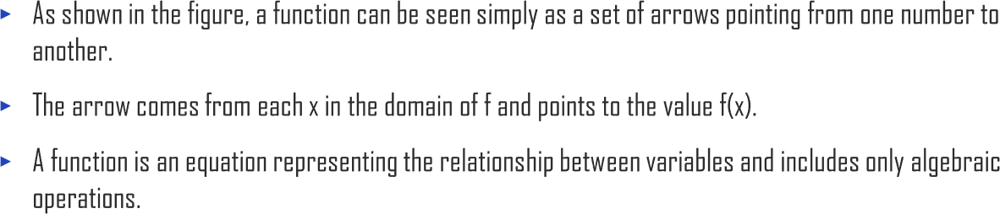 ▸ As shown in the figure, a function can be seen simply as a set of arrows pointing from one number to
another.
▸ The arrow comes from each x in the domain of f and points to the value f(x).
▸ A function is an equation representing the relationship between variables and includes only algebraic
operations.